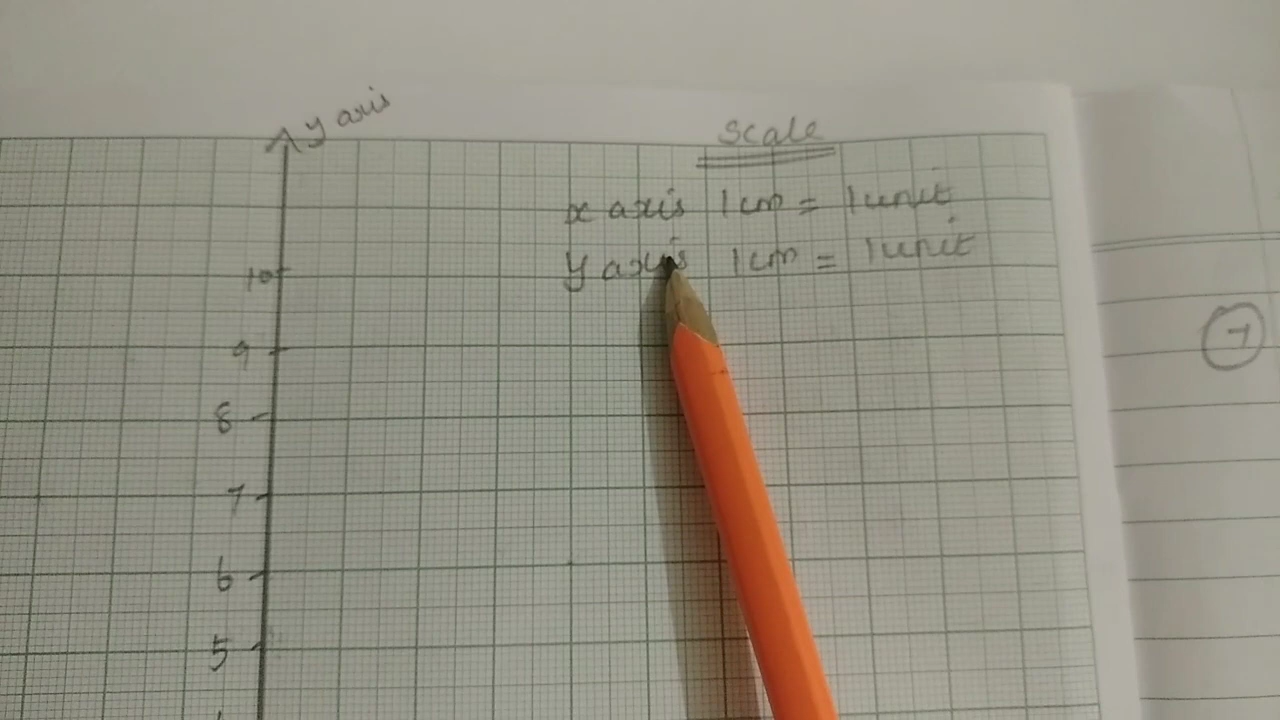 y axis
Scale
x axis 1cm = 1unit
y axis 1cm = 1unit
10
9
8
7
6
5
7